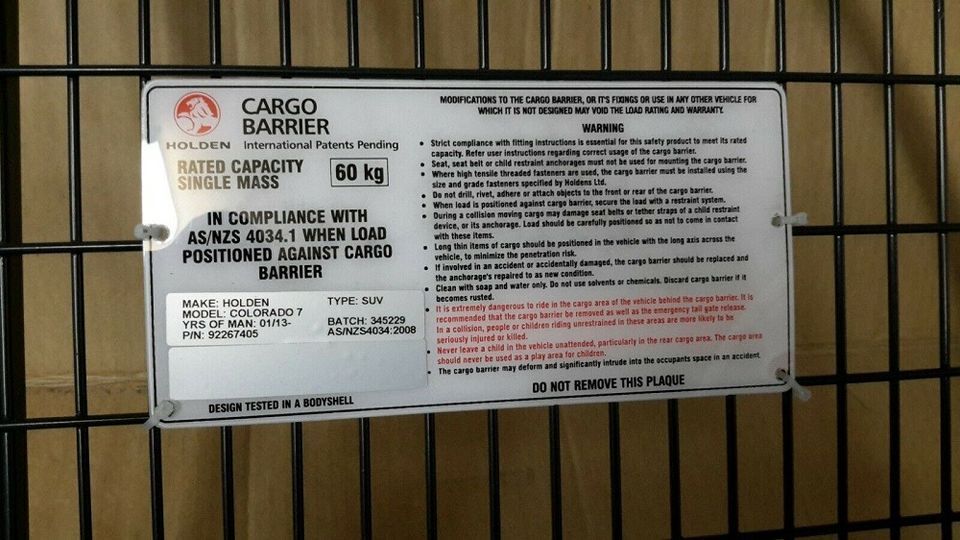 HOLDEN
CARGO
BARRIER
International Patents Pending
RATED CAPACITY
SINGLE MASS
60 kg
IN COMPLIANCE WITH
AS/NZS 4034.1 WHEN LOAD
POSITIONED AGAINST CARGO
BARRIER
MAKE: HOLDEN
MODEL: COLORADO 7
YRS OF MAN: 01/13-
P/N: 92267405
TYPE: SUV
BATCH: 345229
AS/NZS4034:2008
DESIGN TESTED IN A BODYSHELL
MODIFICATIONS TO THE CARGO BARRIER, OR IT'S FIXINGS OR USE IN ANY OTHER VEHICLE FOR
WHICH IT IS NOT DESIGNED MAY VOID THE LOAD RATING AND WARRANTY.
WARNING
• Strict compliance with fitting instructions is essential for this safety product to meet its rated
capacity. Refer user instructions regarding correct usage of the cargo barrier.
• Seat, seat belt or child restraint anchorages must not be used for mounting the cargo barrier.
• Where high tensile threaded fasteners are used, the cargo barrier must be installed using the
size and grade fasteners specified by Holdens Ltd.
• Do not drill, rivet, adhere or attach objects to the front or rear of the cargo barrier.
• When load is positioned against cargo barrier, secure the load with a restraint system.
• During a collision moving cargo may damage seat belts or tether straps of a child restraint
device, or its anchorage. Load should be carefully positioned so as not to come in contact
with these items.
• Long thin items of cargo should be positioned in the vehicle with the long axis across the
vehicle, to minimize the penetration risk.
• If involved in an accident or accidentally damaged, the cargo barrier should be replaced and
the anchorage's repaired to as new condition.
• Clean with soap and water only. Do not use solvents or chemicals. Discard cargo barrier if it
becomes rusted.
• It is extremely dangerous to ride in the cargo area of the vehicle behind the cargo barrier. It is
recommended that the cargo barrier be removed as well as the emergency tail gate release.
In a collision, people or children riding unrestrained in these areas are more likely to be
seriously injured or killed.
• Never leave a child in the vehicle unattended, particularly in the rear cargo area. The cargo area
should never be used as a play area for children.
• The cargo barrier may deform and significantly intrude into the occupants space in an accident.
DO NOT REMOVE THIS PLAQUE